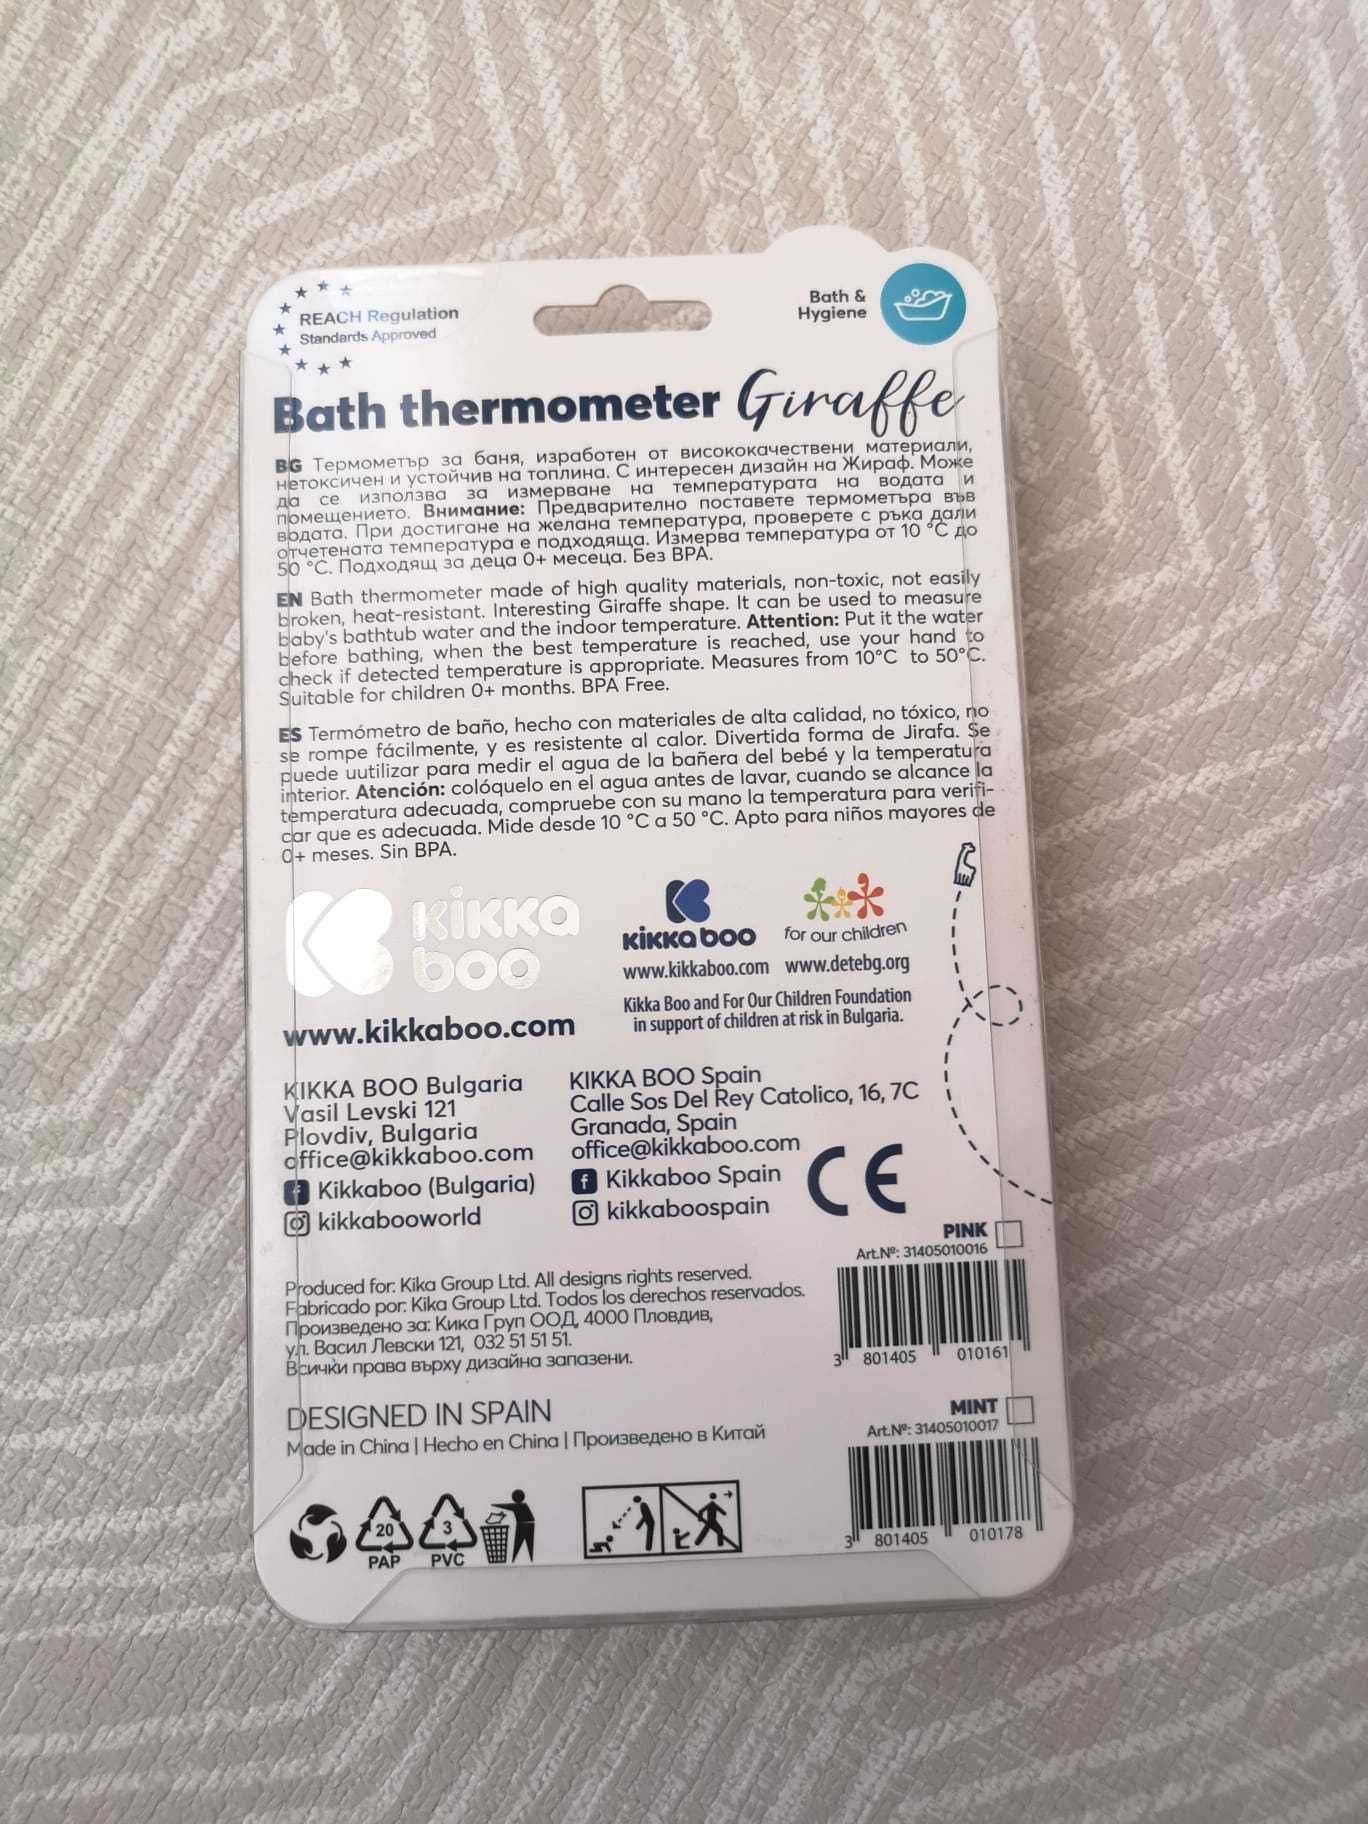 REACH Regulation
Standards Approved
Bath &
Hygiene
Bath thermometer Giraffe
BG Термометър за баня, изработен от висококачествени материали,
нетоксичен и устойчив на топлина. С интересен дизайн на Жираф. Може
да се използва за измерване на температурата на водата и
помещението. Внимание: Предварително поставете термометъра във
водата. При достигане на желана температура, проверете с ръка дали
отчетената температура е подходяща. Измерва температура от 10 °C до
50 °C. Подходящ за деца 0+ месеца. Без BPA.
EN Bath thermometer made of high quality materials, non-toxic, not easily
broken, heat-resistant. Interesting Giraffe shape. It can be used to measure
baby's bathtub water and the indoor temperature. Attention: Put it the water
before bathing, when the best temperature is reached, use your hand to
check if detected temperature is appropriate. Measures from 10°C to 50°C.
Suitable for children 0+ months. BPA Free.
ES Termómetro de baño, hecho con materiales de alta calidad, no tóxico, no
se rompe fácilmente, y es resistente al calor. Divertida forma de Jirafa. Se
puede uutilizar para medir el agua de la bañera del bebé y la temperatura
interior. Atención: colóquelo en el agua antes de lavar, cuando se alcance la
temperatura adecuada, compruebe con su mano la temperatura para verifi-
car que es adecuada. Mide desde 10 °C a 50 °C. Apto para niños mayores de
0+ meses. Sin BPA.
kikka
boo
www.kikkaboo.com
kikka boo
www.kikkaboo.com
for our children
www.detebg.org
Kikka Boo and For Our Children Foundation
in support of children at risk in Bulgaria.
KIKKA BOO Bulgaria
Vasil Levski 121
Plovdiv, Bulgaria
office@kikkaboo.com
Kikkaboo (Bulgaria)
kikkabooworld
KIKKA BOO Spain
Calle Sos Del Rey Catolico, 16, 7C
Granada, Spain
office@kikkaboo.com
Kikkaboo Spain
kikkaboospain
CE
PINK
Art.№: 31405010016
3 801405 010161
Produced for: Kika Group Ltd. All designs rights reserved.
Fabricado por: Kika Group Ltd. Todos los derechos reservados.
Произведено за: Кика Груп ООД, 4000 Пловдив,
ул. Васил Левски 121, 032 51 51 51.
Всички права върху дизайна запазени.
DESIGNED IN SPAIN
Made in China | Hecho en China | Произведено в Китай
MINT
Art.№: 31405010017
3 801405 010178
20
PAP
3
PVC